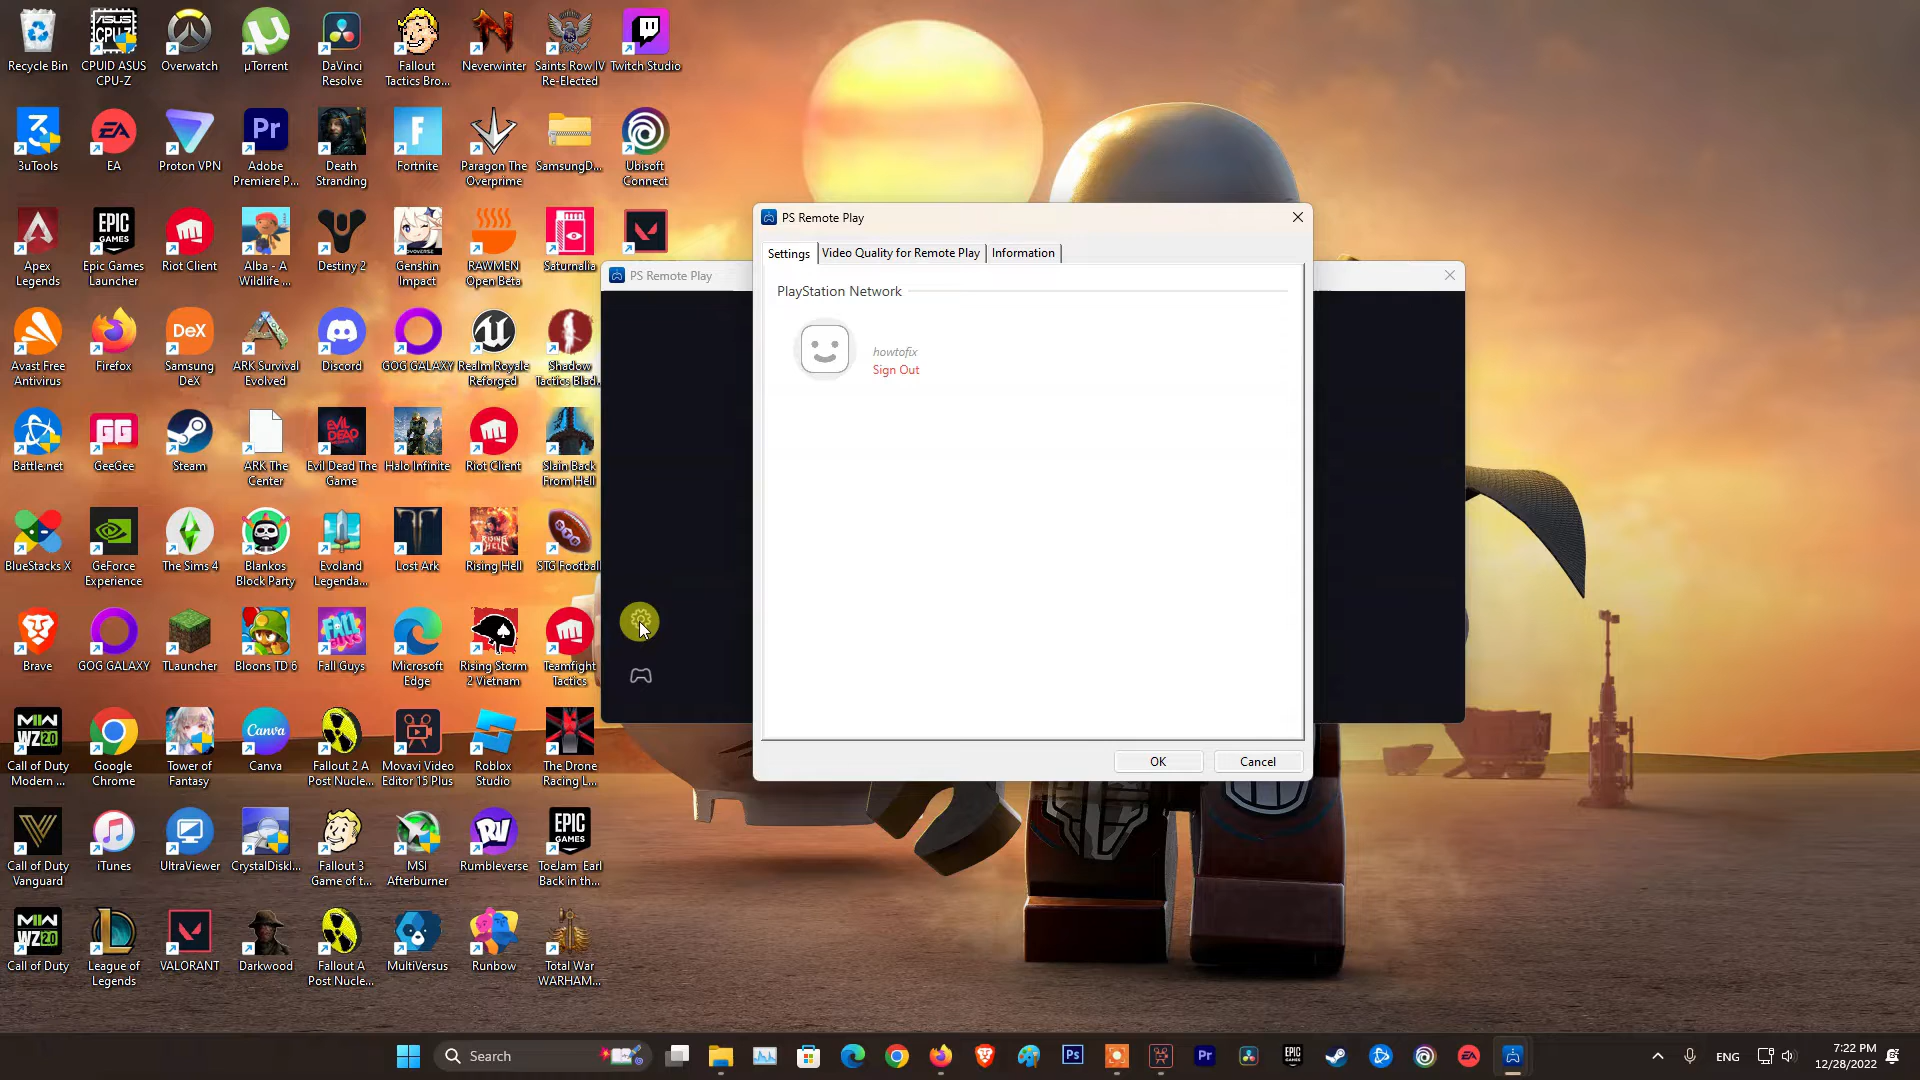 Recycle Bin
CPUID ASUS
CPU-Z
Overwatch
µTorrent
DaVinci
Resolve
Fallout
Tactics Bro...
Neverwinter
Saints Row IV
Re-Elected
Twitch Studio
3uTools
EA
Proton VPN
Adobe
Premiere P...
Death
Stranding
Fortnite
Paragon The
Overprime
SamsungD...
Ubisoft
Connect
Apex
Legends
Epic Games
Launcher
Riot Client
Alba - A
Wildlife ...
Destiny 2
Genshin
Impact
RAWMEN
Open Beta
Saturnalia
Avast Free
Antivirus
Firefox
Samsung
DeX
ARK Survival
Evolved
Discord
GOG GALAXY
Realm Royale
Reforged
Shadow
Tactics Blad...
Battle.net
GeeGee
Steam
ARK The
Center
Evil Dead The
Game
Halo Infinite
Riot Client
Slain Back
From Hell
BlueStacks X
GeForce
Experience
The Sims 4
Blankos
Block Party
Evoland
Legenda...
Lost Ark
Rising Hell
STG Football
Brave
GOG GALAXY
TLauncher
Bloons TD 6
Fall Guys
Microsoft
Edge
Rising Storm
2 Vietnam
Teamfight
Tactics
Call of Duty
Modern ...
Google
Chrome
Tower of
Fantasy
Canva
Fallout 2 A
Post Nucle...
Movavi Video
Editor 15 Plus
Roblox
Studio
The Drone
Racing L...
Call of Duty
Vanguard
iTunes
UltraViewer
CrystalDiskI...
Fallout 3
Game of t...
MSI
Afterburner
Rumbleverse
ToeJam Earl
Back in th...
Call of Duty
League of
Legends
VALORANT
Darkwood
Fallout A
Post Nucle...
MultiVersus
Runbow
Total War
WARHAM...
PS Remote Play
PS Remote Play
Settings
Video Quality for Remote Play
Information
PlayStation Network
howtofix
Sign Out
OK
Cancel
Search
ENG
7:22 PM
12/28/2022